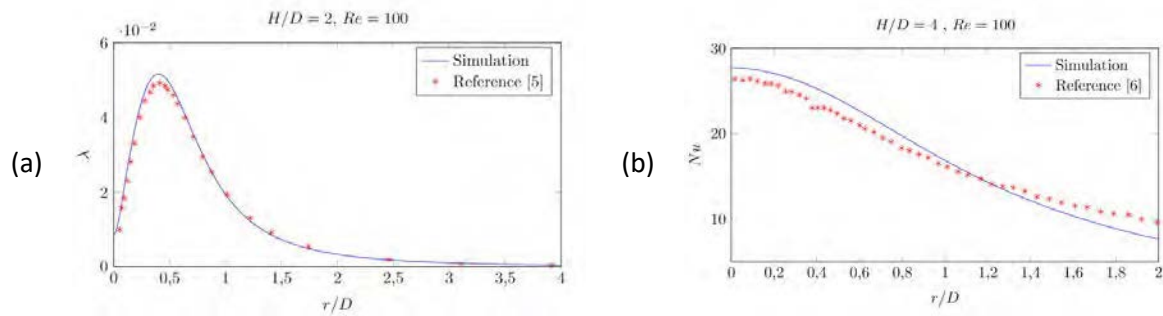 (a)
H/D = 2, Re = 100
·10⁻²
6
4
2
0
λ
Simulation
Reference [5]
0 0,5 1 1,5 2 2,5 3 3,5 4
r/D
(b)
H/D = 4 , Re = 100
30
20
10
Nu
Simulation
Reference [6]
0 0,2 0,4 0,6 0,8 1 1,2 1,4 1,6 1,8 2
r/D